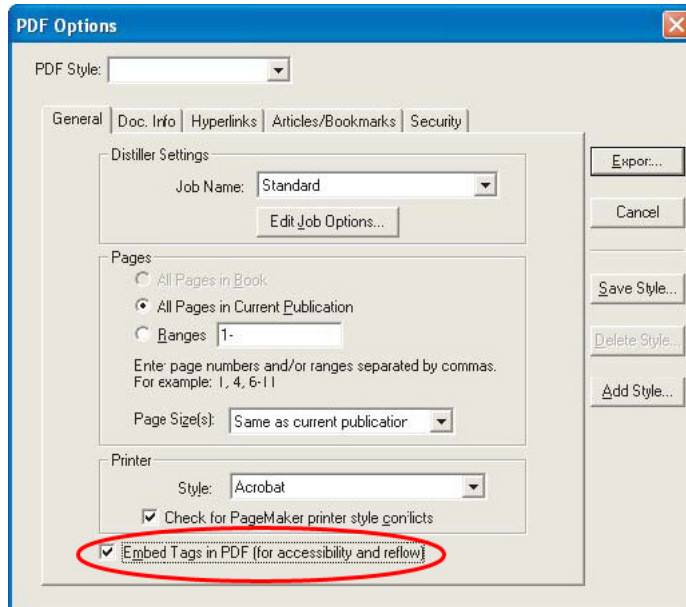 PDF Options
PDF Style:
General Doc. Info Hyperlinks Articles/Bookmarks Security
Distiller Settings
Job Name: Standard
Edit Job Options...
Pages
All Pages in Book
All Pages in Current Publication
Ranges 1-
Enter page numbers and/or ranges separated by commas.
For example: 1, 4, 6-11
Page Size(s): Same as current publication
Printer
Style: Acrobat
Check for PageMaker printer style conflicts
Embed Tags in PDF (for accessibility and reflow)
Export...
Cancel
Save Style...
Delete Style...
Add Style...